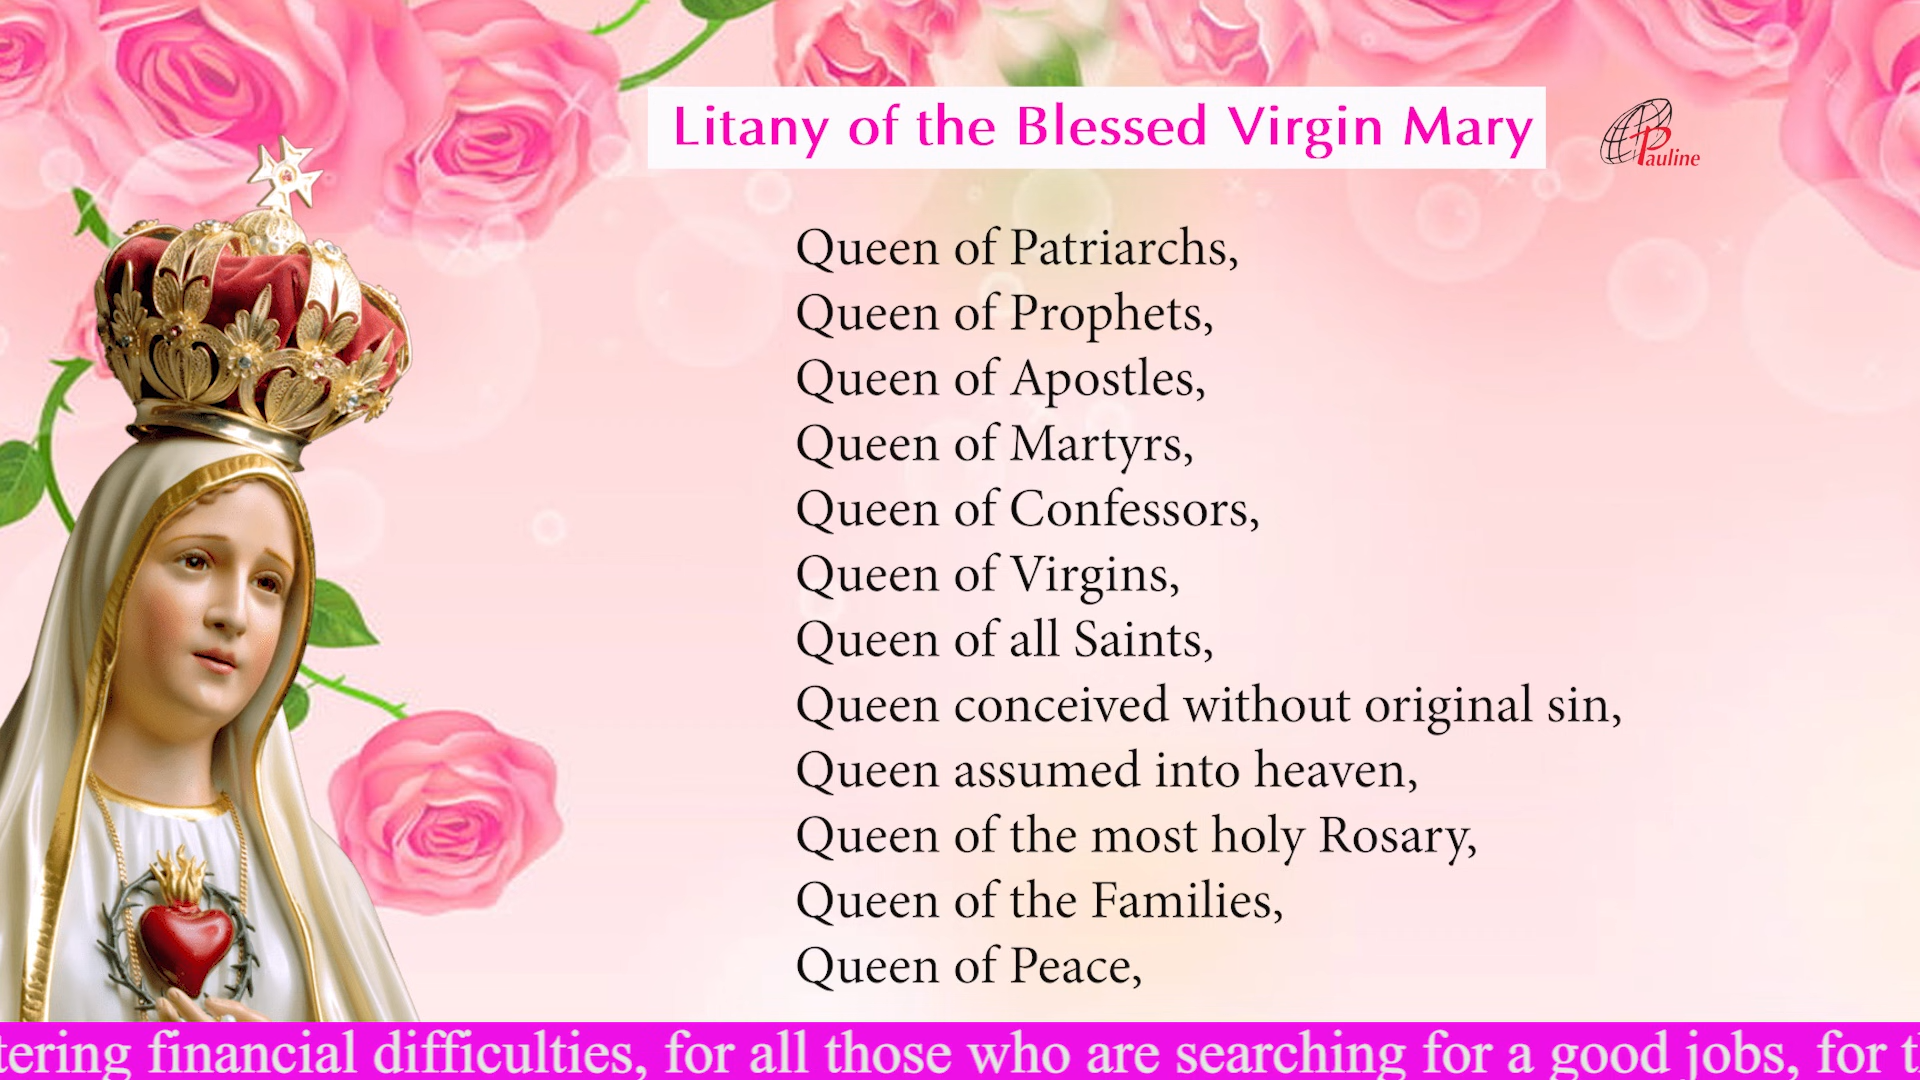 Litany of the Blessed Virgin Mary
Pauline
Queen of Patriarchs,
Queen of Prophets,
Queen of Apostles,
Queen of Martyrs,
Queen of Confessors,
Queen of Virgins,
Queen of all Saints,
Queen conceived without original sin,
Queen assumed into heaven,
Queen of the most holy Rosary,
Queen of the Families,
Queen of Peace,
financial difficulties, for all those who are searching for a good jobs, for